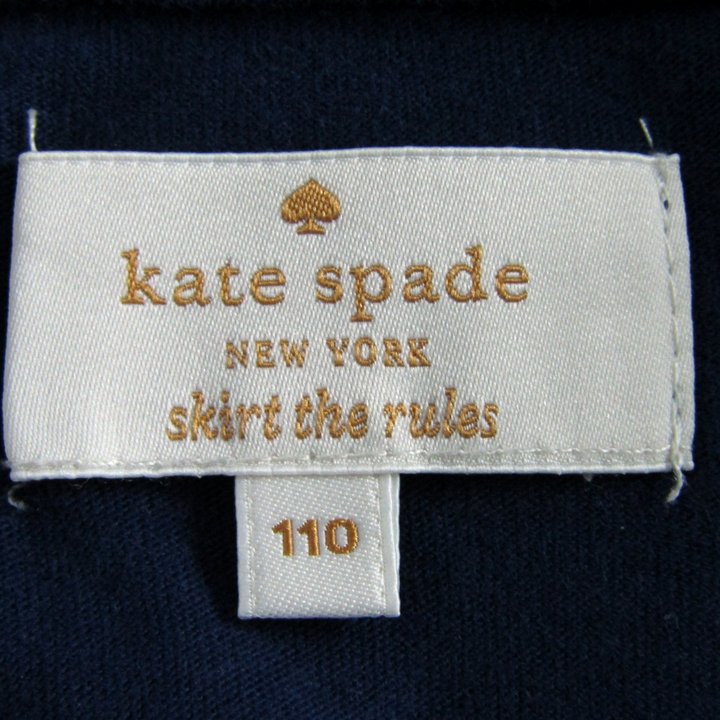 kate spade
NEW YORK
skirt the rules
110